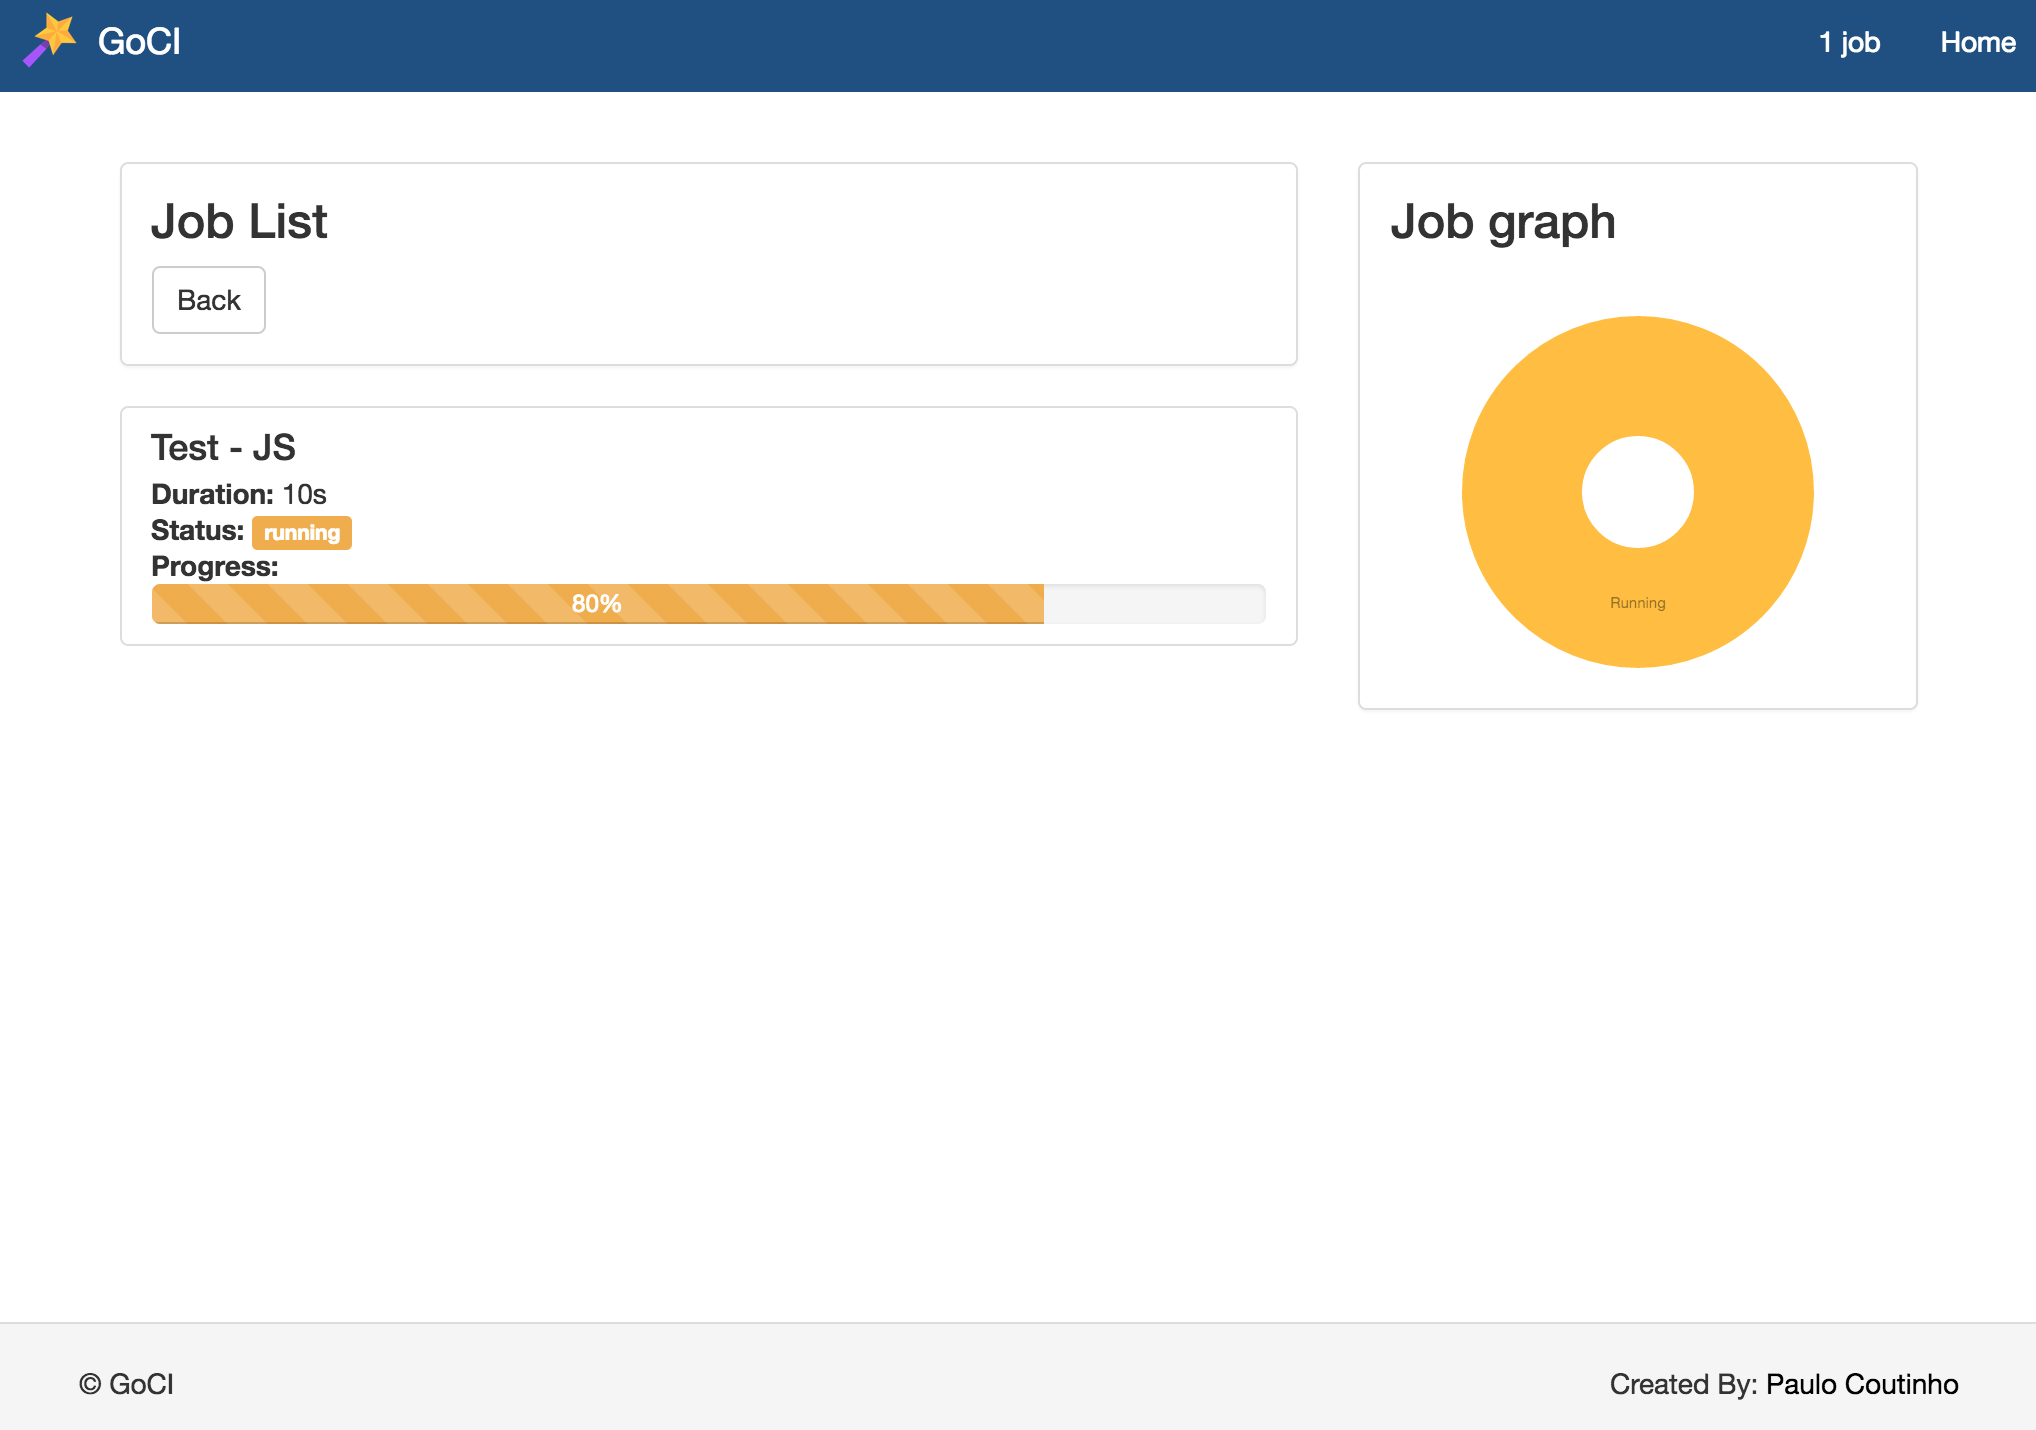 GoCI
1 job
Home
Job List
Back
Test - JS
Duration: 10s
Status: running
Progress:
80%
Job graph
Running
© GoCI
Created By: Paulo Coutinho